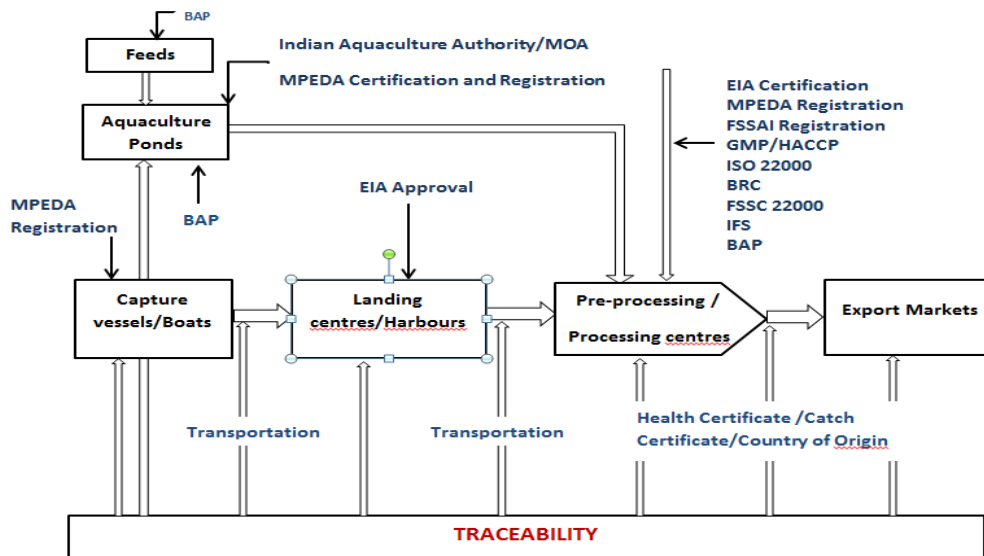 BAP
Feeds
Indian Aquaculture Authority/MOA
MPEDA Certification and Registration
Aquaculture
Ponds
EIA Certification
MPEDA Registration
FSSAI Registration
GMP/HACCP
ISO 22000
BRC
FSSC 22000
IFS
BAP
MPEDA
Registration
BAP
EIA Approval
Capture
vessels/Boats
Landing
centres/Harbours
Pre-processing /
Processing centres
Export Markets
Transportation
Transportation
Health Certificate /Catch
Certificate/Country of Origin
TRACEABILITY